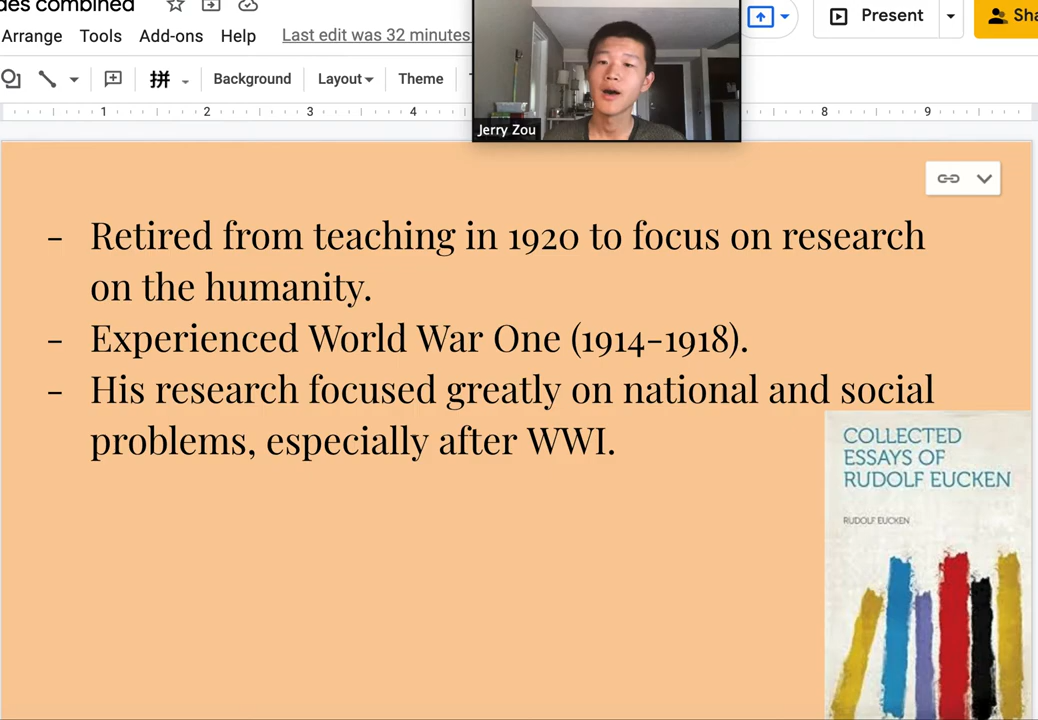 des combined
Arrange Tools Add-ons Help Last edit was 32 minutes
Present
Sha
拼 Background Layout Theme
1 2 3 4 8 9
Jerry Zou
- Retired from teaching in 1920 to focus on research
on the humanity.
- Experienced World War One (1914-1918).
- His research focused greatly on national and social
problems, especially after WWI.
COLLECTED
ESSAYS OF
RUDOLF EUCKEN
RUDOLF EUCKEN